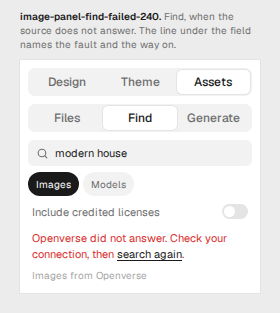 image-panel-find-failed-240. Find, when the
source does not answer. The line under the field
names the fault and the way on.
Design Theme Assets
Files Find Generate
modern house
Images Models
Include credited licenses
Openverse did not answer. Check your
connection, then search again.
Images from Openverse